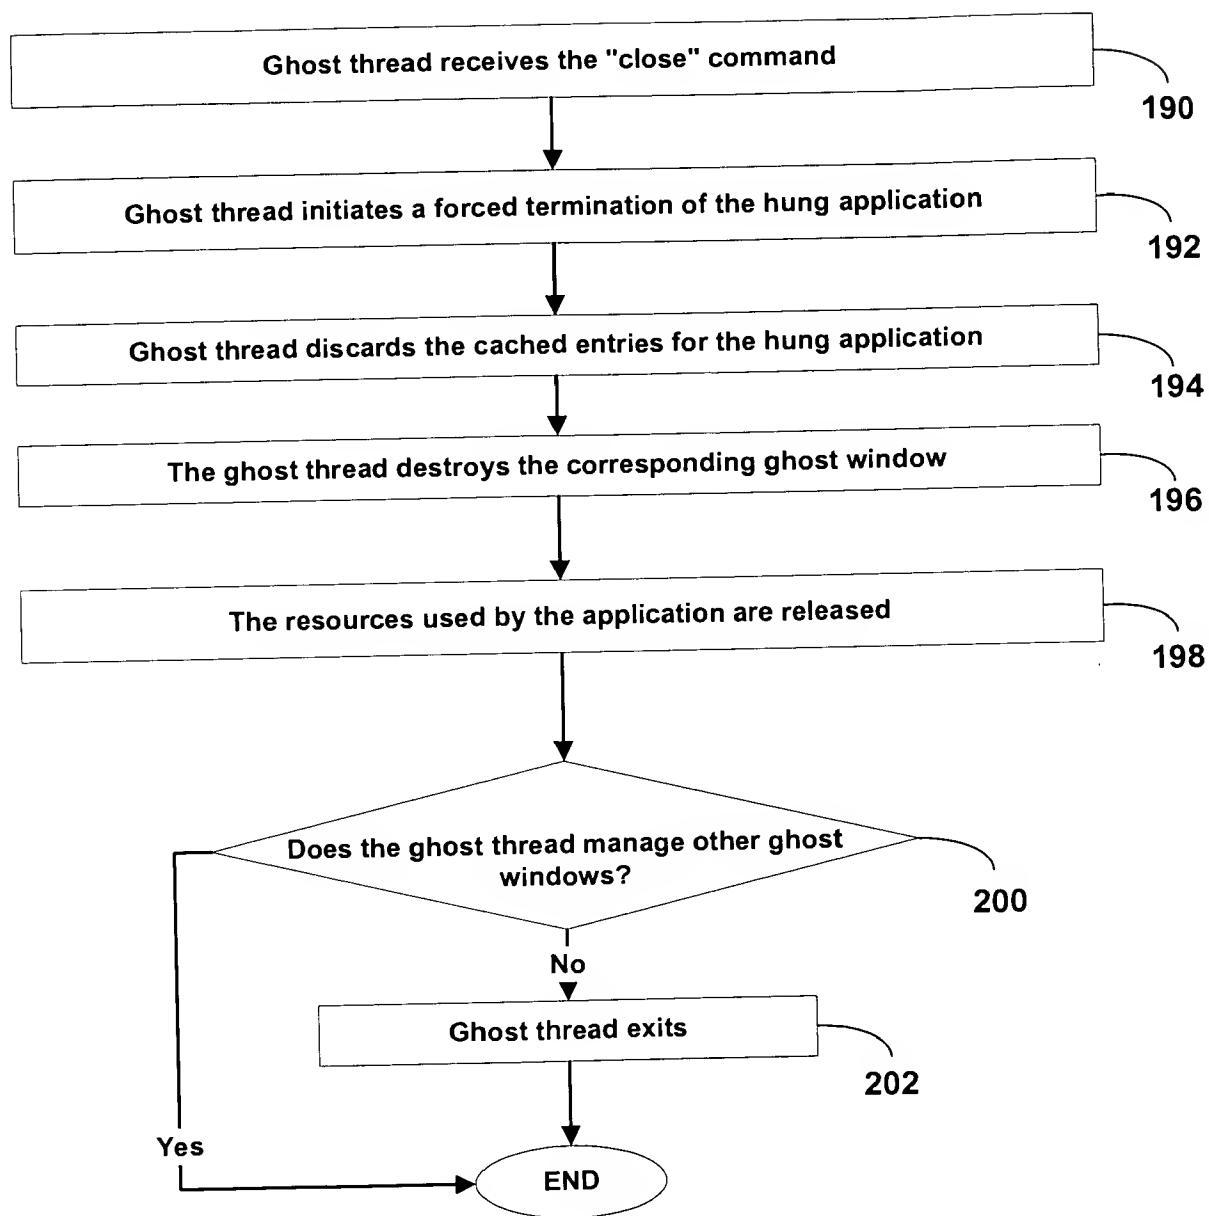 Ghost thread receives the "close" command
190
Ghost thread initiates a forced termination of the hung application
192
Ghost thread discards the cached entries for the hung application
194
The ghost thread destroys the corresponding ghost window
196
The resources used by the application are released
198
Does the ghost thread manage other ghost
windows?
200
No
Ghost thread exits
202
Yes
END